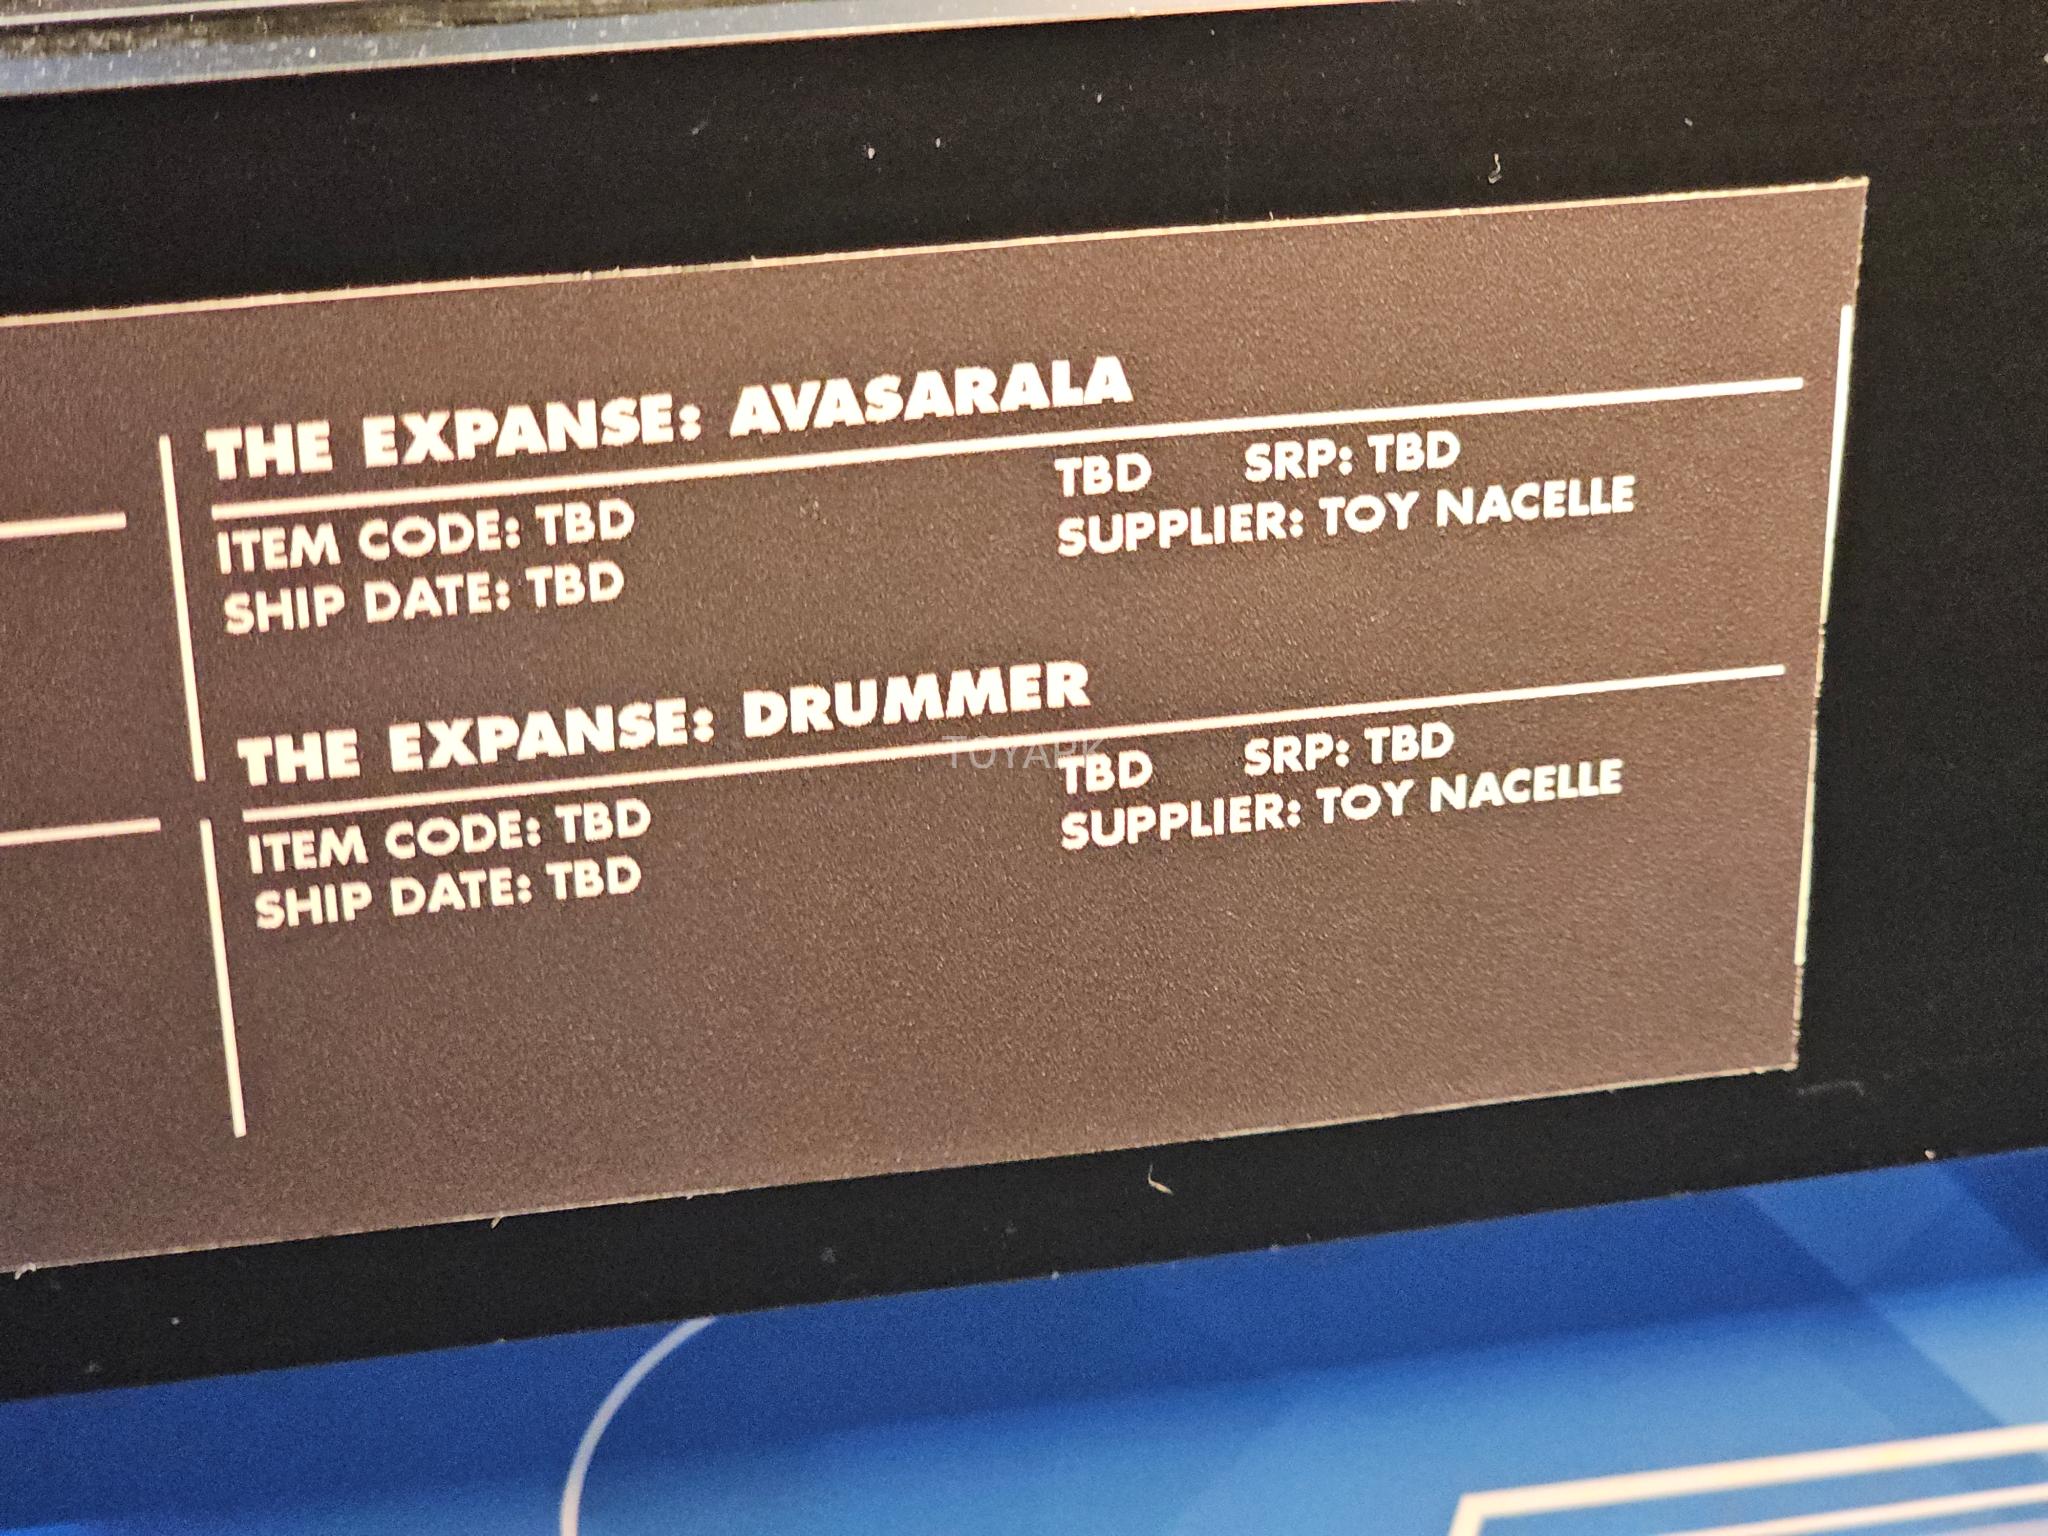 THE EXPANSE: AVASARALA
ITEM CODE: TBD
SHIP DATE: TBD
TBD SRP: TBD
SUPPLIER: TOY NACELLE
THE EXPANSE: DRUMMER
ITEM CODE: TBD
SHIP DATE: TBD
TBD SRP: TBD
SUPPLIER: TOY NACELLE
TOYARK